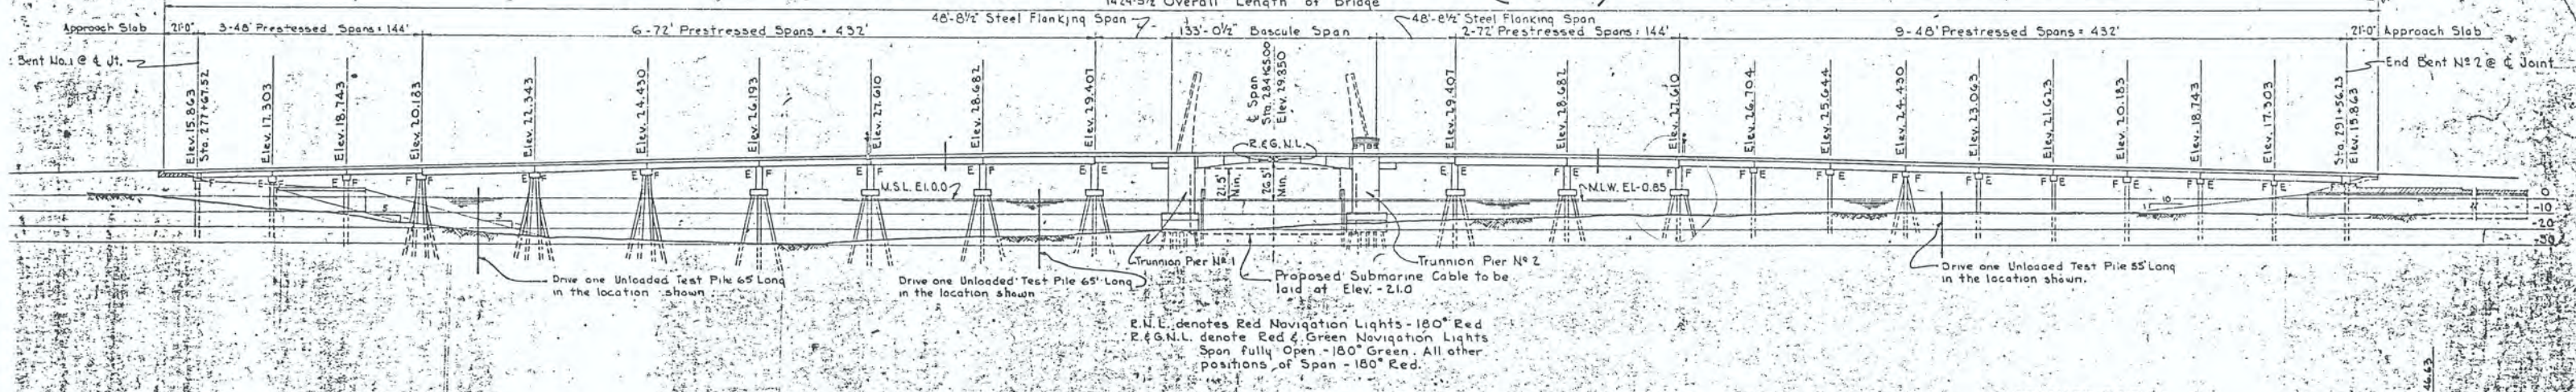 1424'-5½" Overall Length of Bridge
48'-8½" Steel Flanking Span
48'-8½" Steel Flanking Span
Approach Slab
21'-0"
3-48' Prestressed Spans = 144'
6-72' Prestressed Spans = 432'
133'-0½" Bascule Span
2-72' Prestressed Spans = 144'
9-48' Prestressed Spans = 432'
21'-0"
Approach Slab
Bent No.1 @ ℄ Jt.
End Bent Nº 2 @ ℄ Joint
Elev. 15.863
Sta. 277+67.52
Elev. 17.303
Elev. 18.743
Elev. 20.183
Elev. 22.343
Elev. 24.430
Elev. 26.193
Elev. 27.610
Elev. 28.682
Elev. 29.407
℄ Span
Sta. 284+65.00
Elev. 29.850
Elev. 29.407
Elev. 28.682
Elev. 27.610
Elev. 26.704
Elev. 25.644
Elev. 24.430
Elev. 23.063
Elev. 21.623
Elev. 20.183
Elev. 18.743
Elev. 17.303
Sta. 291+56.23
Elev. 15.863
R.&G.N.L.
F
E F
E F
F F
E E
E F
E F
E F
E F
E E
E E
F E
F F
F E
F E
F F
F E
F E
F E
F E
F E
F
M.S.L. El.0.0
21.5' Min.
26.5' Min.
M.L.W. El.-0.85
5
3
10
1
0
-10
-20
-30
Trunnion Pier Nº 1
Trunnion Pier Nº 2
Drive one Unloaded Test Pile 65' Long
in the location shown
Drive one Unloaded Test Pile 65' Long
in the location shown
Proposed Submarine Cable to be
laid at Elev. -21.0
Drive one Unloaded Test Pile 55' Long
in the location shown.
R.N.L. denotes Red Navigation Lights - 180° Red
R.&G.N.L. denote Red & Green Navigation Lights
Span fully Open - 180° Green. All other
positions of Span - 180° Red.